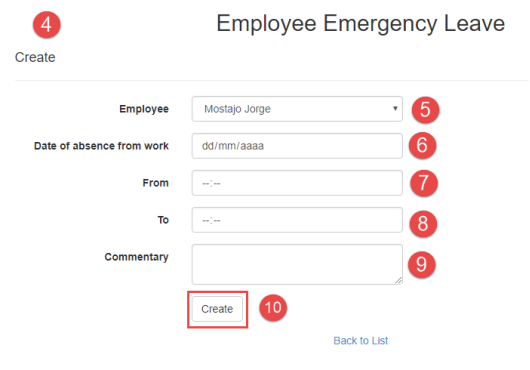 4 Employee Emergency Leave
Create
Employee Mostajo Jorge 5
Date of absence from work dd/mm/aaaa 6
From --:-- 7
To --:-- 8
Commentary 9
Create 10
Back to List